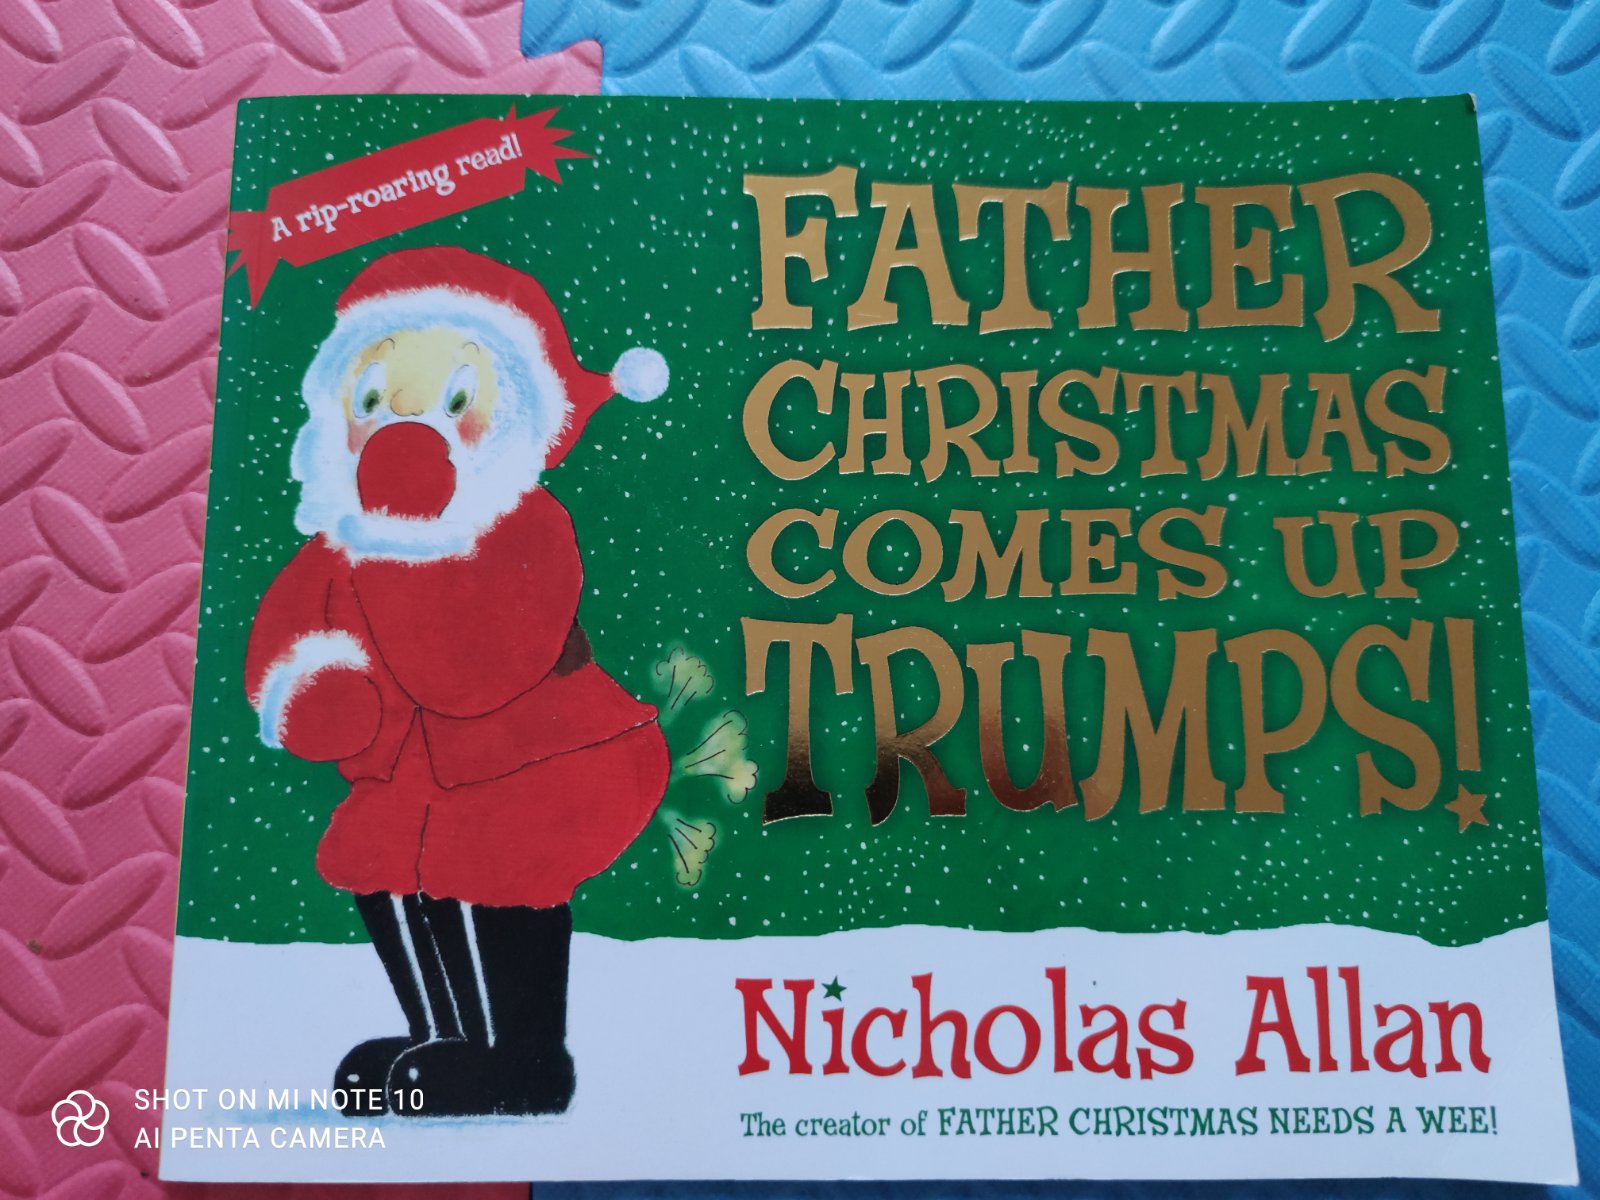 A rip-roaring read!
FATHER
CHRISTMAS
COMES UP
TRUMPS!
Nicholas Allan
The creator of FATHER CHRISTMAS NEEDS A WEE!
SHOT ON MI NOTE 10
AI PENTA CAMERA